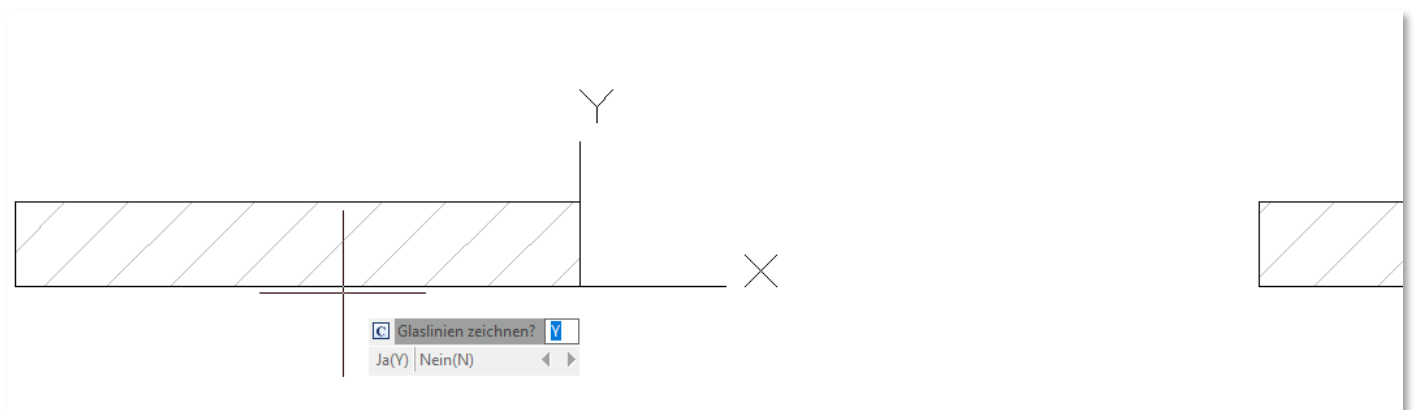 Y
X
C Glaslinien zeichnen? Y
Ja(Y) Nein(N)